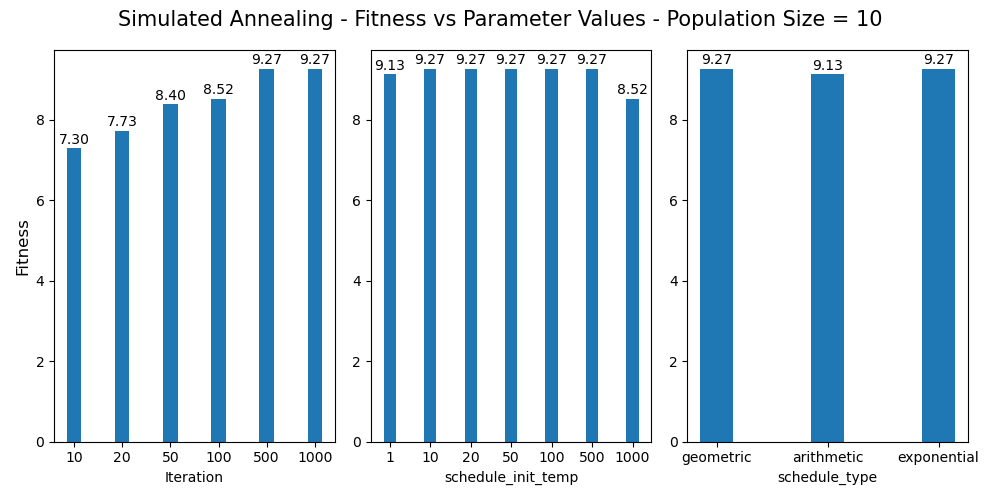 Simulated Annealing - Fitness vs Parameter Values - Population Size = 10
Fitness
8
6
4
2
0
7.30 7.73 8.40 8.52 9.27 9.27
10 20 50 100 500 1000
Iteration
8
6
4
2
0
9.13 9.27 9.27 9.27 9.27 9.27 8.52
1 10 20 50 100 500 1000
schedule_init_temp
8
6
4
2
0
9.27 9.13 9.27
geometric arithmetic exponential
schedule_type